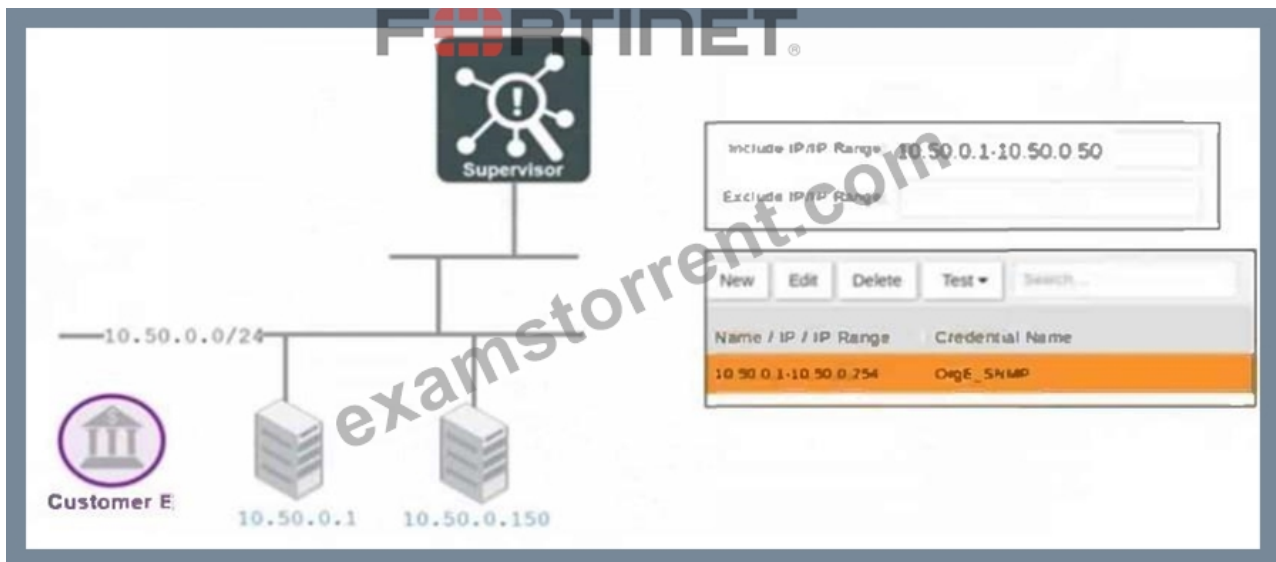 FORTINET®
Supervisor
10.50.0.0/24
Customer E
10.50.0.1 10.50.0.150
Include IP/IP Range 10.50.0.1-10.50.0.50
Exclude IP/IP Range
New Edit Delete Test Search...
Name / IP / IP Range Credential Name
10.50.0.1-10.50.0.254 OrgE_SNMP
examstorrent.com